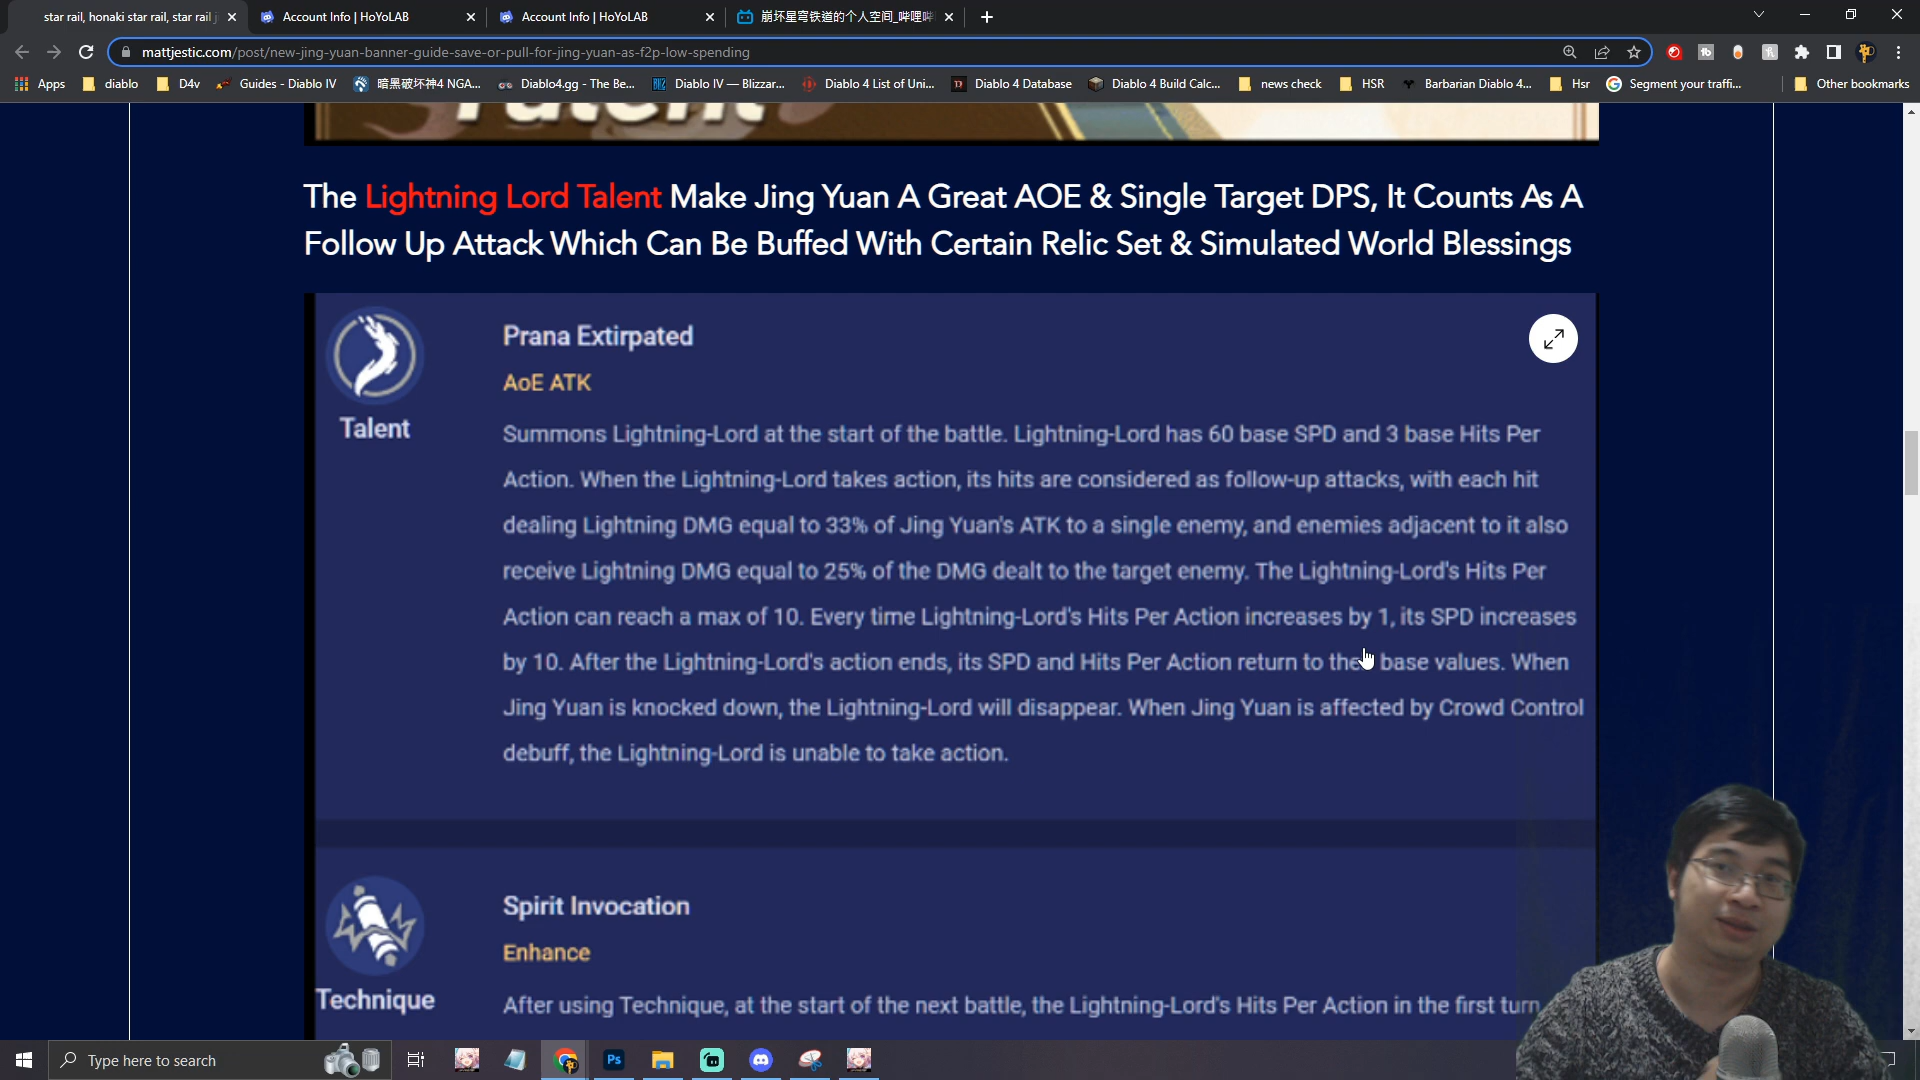 star rail, honaki star rail, star rail j
Account Info | HoYoLAB
Account Info | HoYoLAB
崩坏星穹铁道的个人空间_哔哩哔
mattjestic.com/post/new-jing-yuan-banner-guide-save-or-pull-for-jing-yuan-as-f2p-low-spending
Apps
diablo
D4v
Guides - Diablo IV
暗黑破坏神4 NGA...
Diablo4.gg - The Be...
Diablo IV — Blizzar...
Diablo 4 List of Uni...
Diablo 4 Database
Diablo 4 Build Calc...
news check
HSR
Barbarian Diablo 4...
Hsr
Segment your traffi...
Other bookmarks
Talent
The Lightning Lord Talent Make Jing Yuan A Great AOE & Single Target DPS, It Counts As A
Follow Up Attack Which Can Be Buffed With Certain Relic Set & Simulated World Blessings
Prana Extirpated
AoE ATK
Talent
Summons Lightning-Lord at the start of the battle. Lightning-Lord has 60 base SPD and 3 base Hits Per
Action. When the Lightning-Lord takes action, its hits are considered as follow-up attacks, with each hit
dealing Lightning DMG equal to 33% of Jing Yuan's ATK to a single enemy, and enemies adjacent to it also
receive Lightning DMG equal to 25% of the DMG dealt to the target enemy. The Lightning-Lord's Hits Per
Action can reach a max of 10. Every time Lightning-Lord's Hits Per Action increases by 1, its SPD increases
by 10. After the Lightning-Lord's action ends, its SPD and Hits Per Action return to the base values. When
Jing Yuan is knocked down, the Lightning-Lord will disappear. When Jing Yuan is affected by Crowd Control
debuff, the Lightning-Lord is unable to take action.
Spirit Invocation
Enhance
Technique
After using Technique, at the start of the next battle, the Lightning-Lord's Hits Per Action in the first turn
Type here to search
Ps